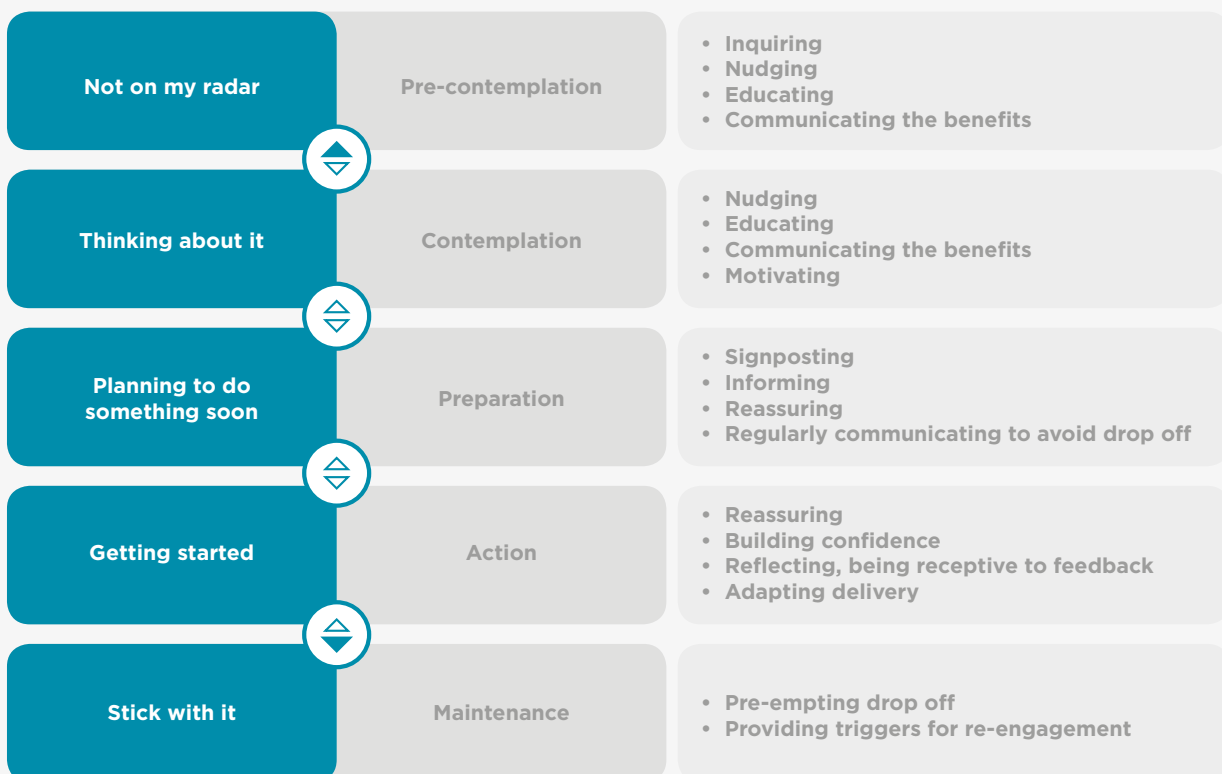 Not on my radar
Pre-contemplation
• Inquiring
• Nudging
• Educating
• Communicating the benefits
Thinking about it
Contemplation
• Nudging
• Educating
• Communicating the benefits
• Motivating
Planning to do
something soon
Preparation
• Signposting
• Informing
• Reassuring
• Regularly communicating to avoid drop off
Getting started
Action
• Reassuring
• Building confidence
• Reflecting, being receptive to feedback
• Adapting delivery
Stick with it
Maintenance
• Pre-empting drop off
• Providing triggers for re-engagement